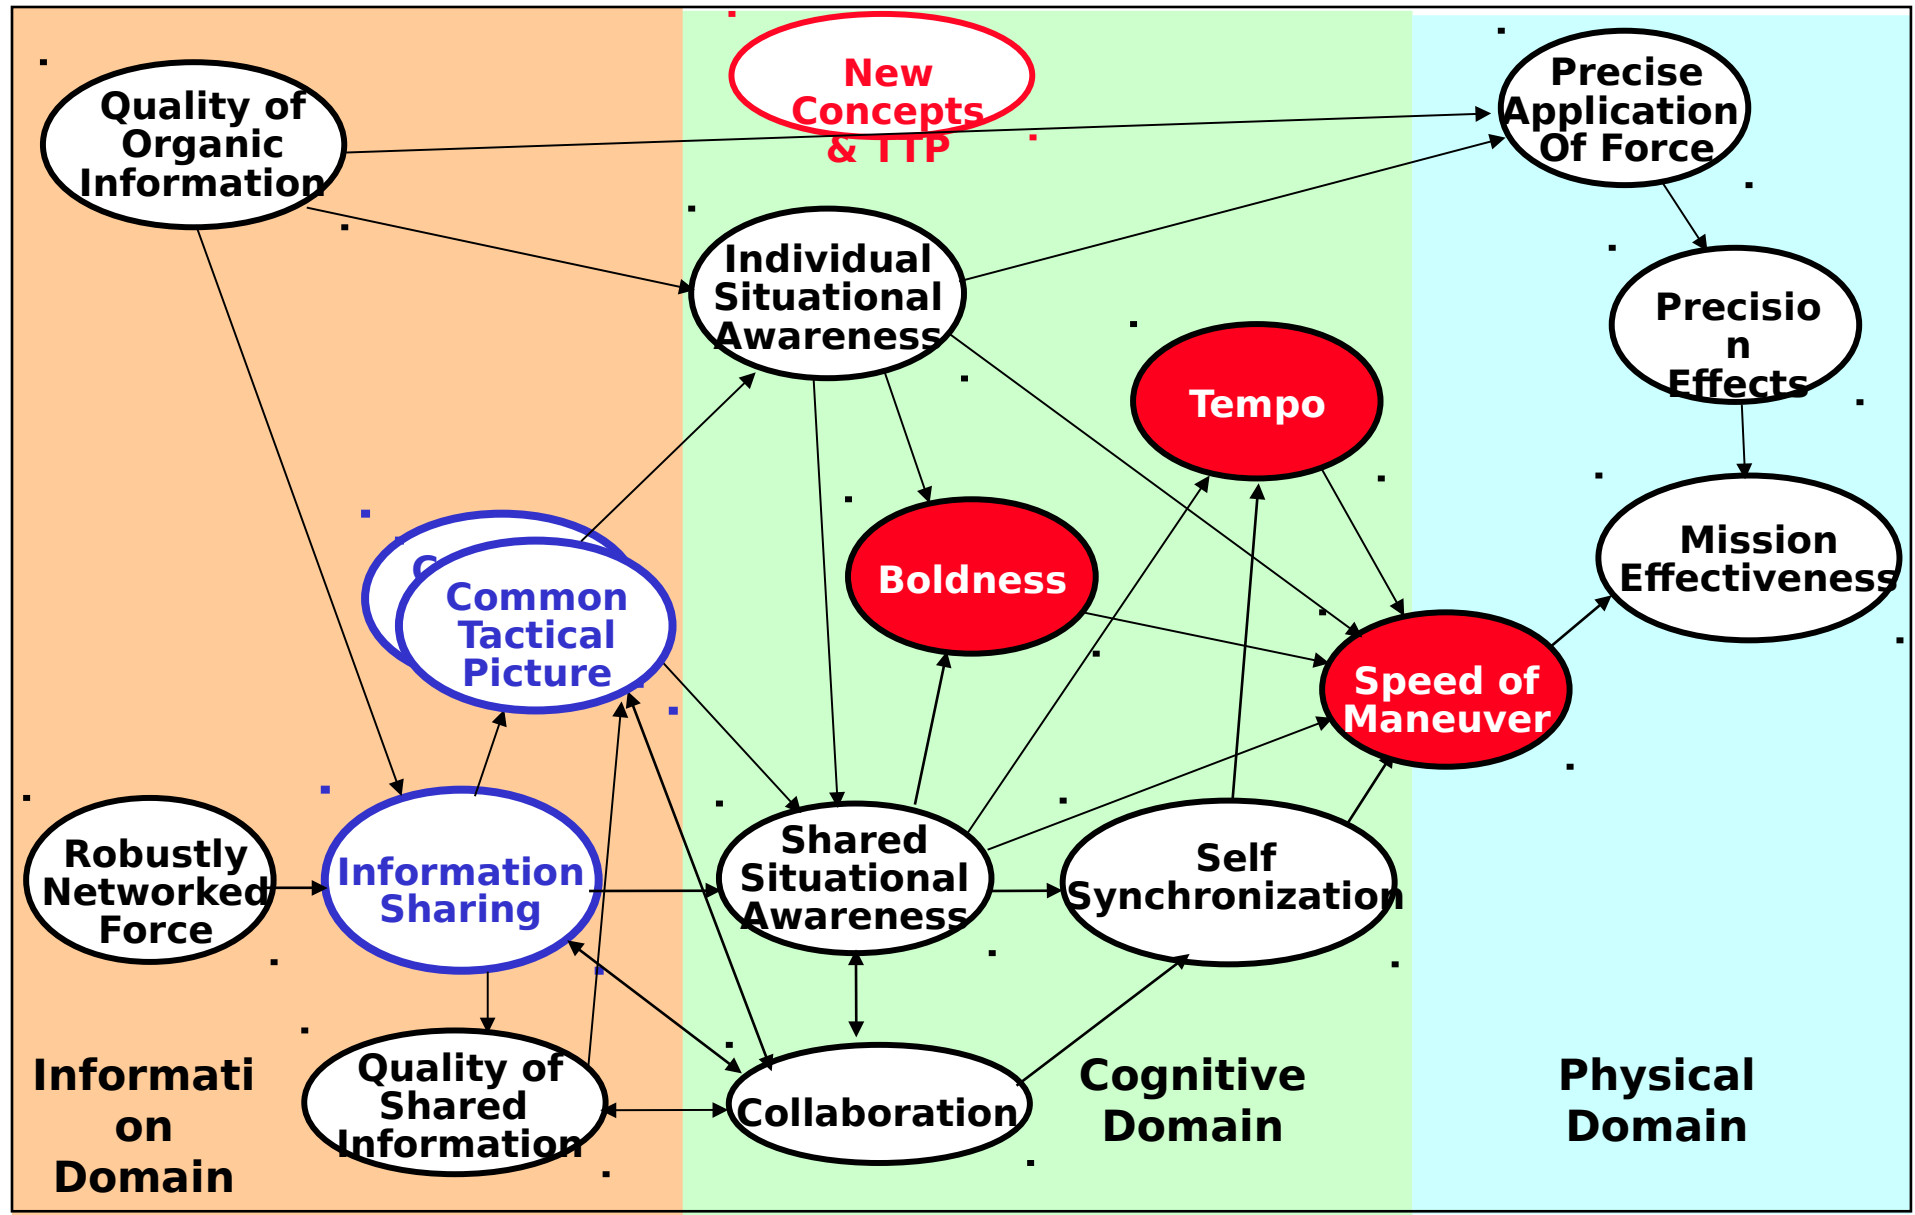 New
Concepts
& TTP
Quality of
Organic
Information
Precise
Application
Of Force
Individual
Situational
Awareness
Precisio
n
Effects
Tempo
Boldness
Mission
Effectiveness
C
Common
Tactical
Picture
Speed of
Maneuver
Robustly
Networked
Force
Information
Sharing
Shared
Situational
Awareness
Self
Synchronization
Quality of
Shared
Information
Collaboration
Informati
on
Domain
Cognitive
Domain
Physical
Domain